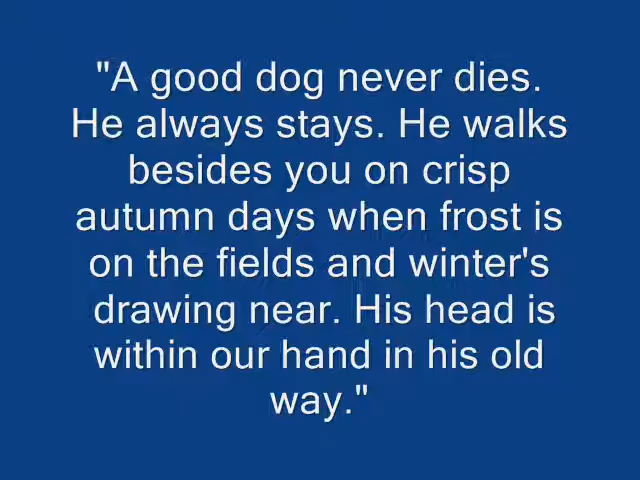 "A good dog never dies.
He always stays. He walks
besides you on crisp
autumn days when frost is
on the fields and winter's
drawing near. His head is
within our hand in his old
way."